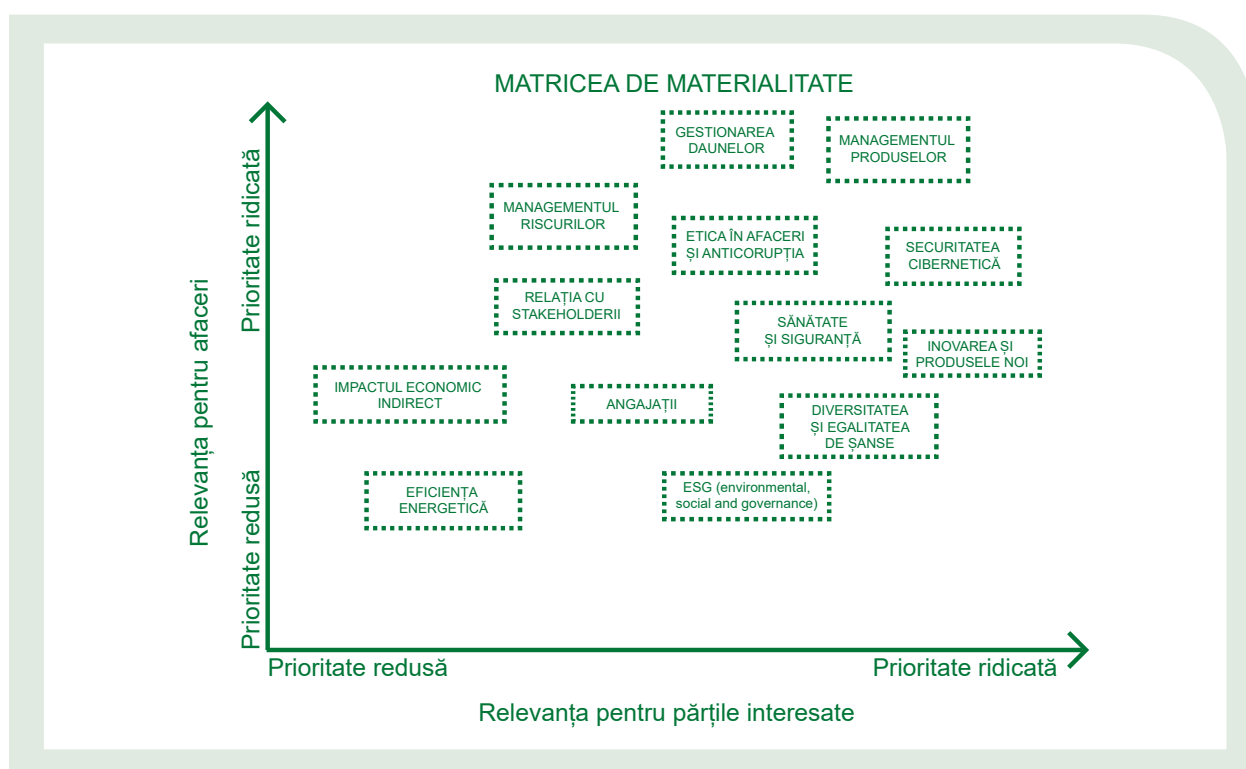 MATRICEA DE MATERIALITATE
GESTIONAREA
DAUNELOR
MANAGEMENTUL
PRODUSELOR
MANAGEMENTUL
RISCURILOR
ETICA ÎN AFACERI
ȘI ANTICORUPȚIA
SECURITATEA
CIBERNETICĂ
RELAȚIA CU
STAKEHOLDERII
SĂNĂTATE
ȘI SIGURANȚĂ
INOVAREA ȘI
PRODUSELE NOI
IMPACTUL ECONOMIC
INDIRECT
ANGAJAȚII
DIVERSITATEA
ȘI EGALITATEA
DE ȘANSE
EFICIENȚA
ENERGETICĂ
ESG (environmental,
social and governance)
Relevanța pentru afaceri
Prioritate ridicată
Prioritate redusă
Prioritate redusă
Prioritate ridicată
Relevanța pentru părțile interesate